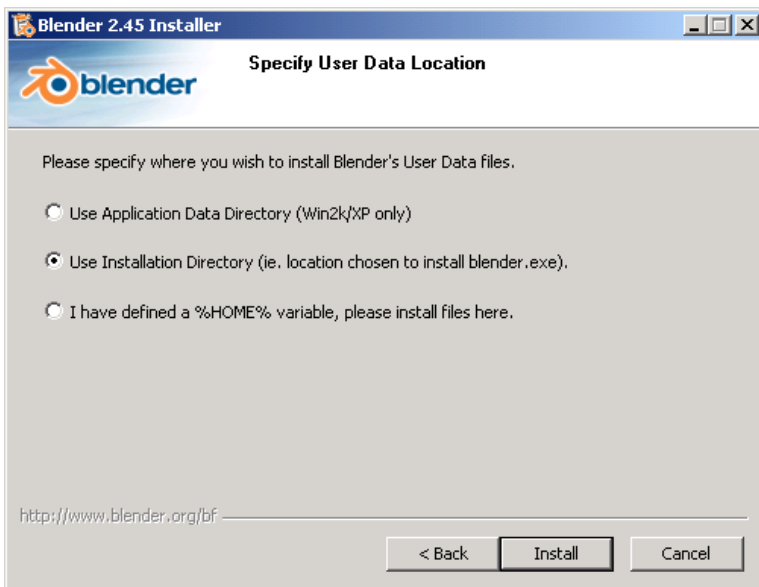 Blender 2.45 Installer
blender
Specify User Data Location
Please specify where you wish to install Blender's User Data files.
Use Application Data Directory (Win2k/XP only)
Use Installation Directory (ie. location chosen to install blender.exe).
I have defined a %HOME% variable, please install files here.
http://www.blender.org/bf
< Back Install Cancel